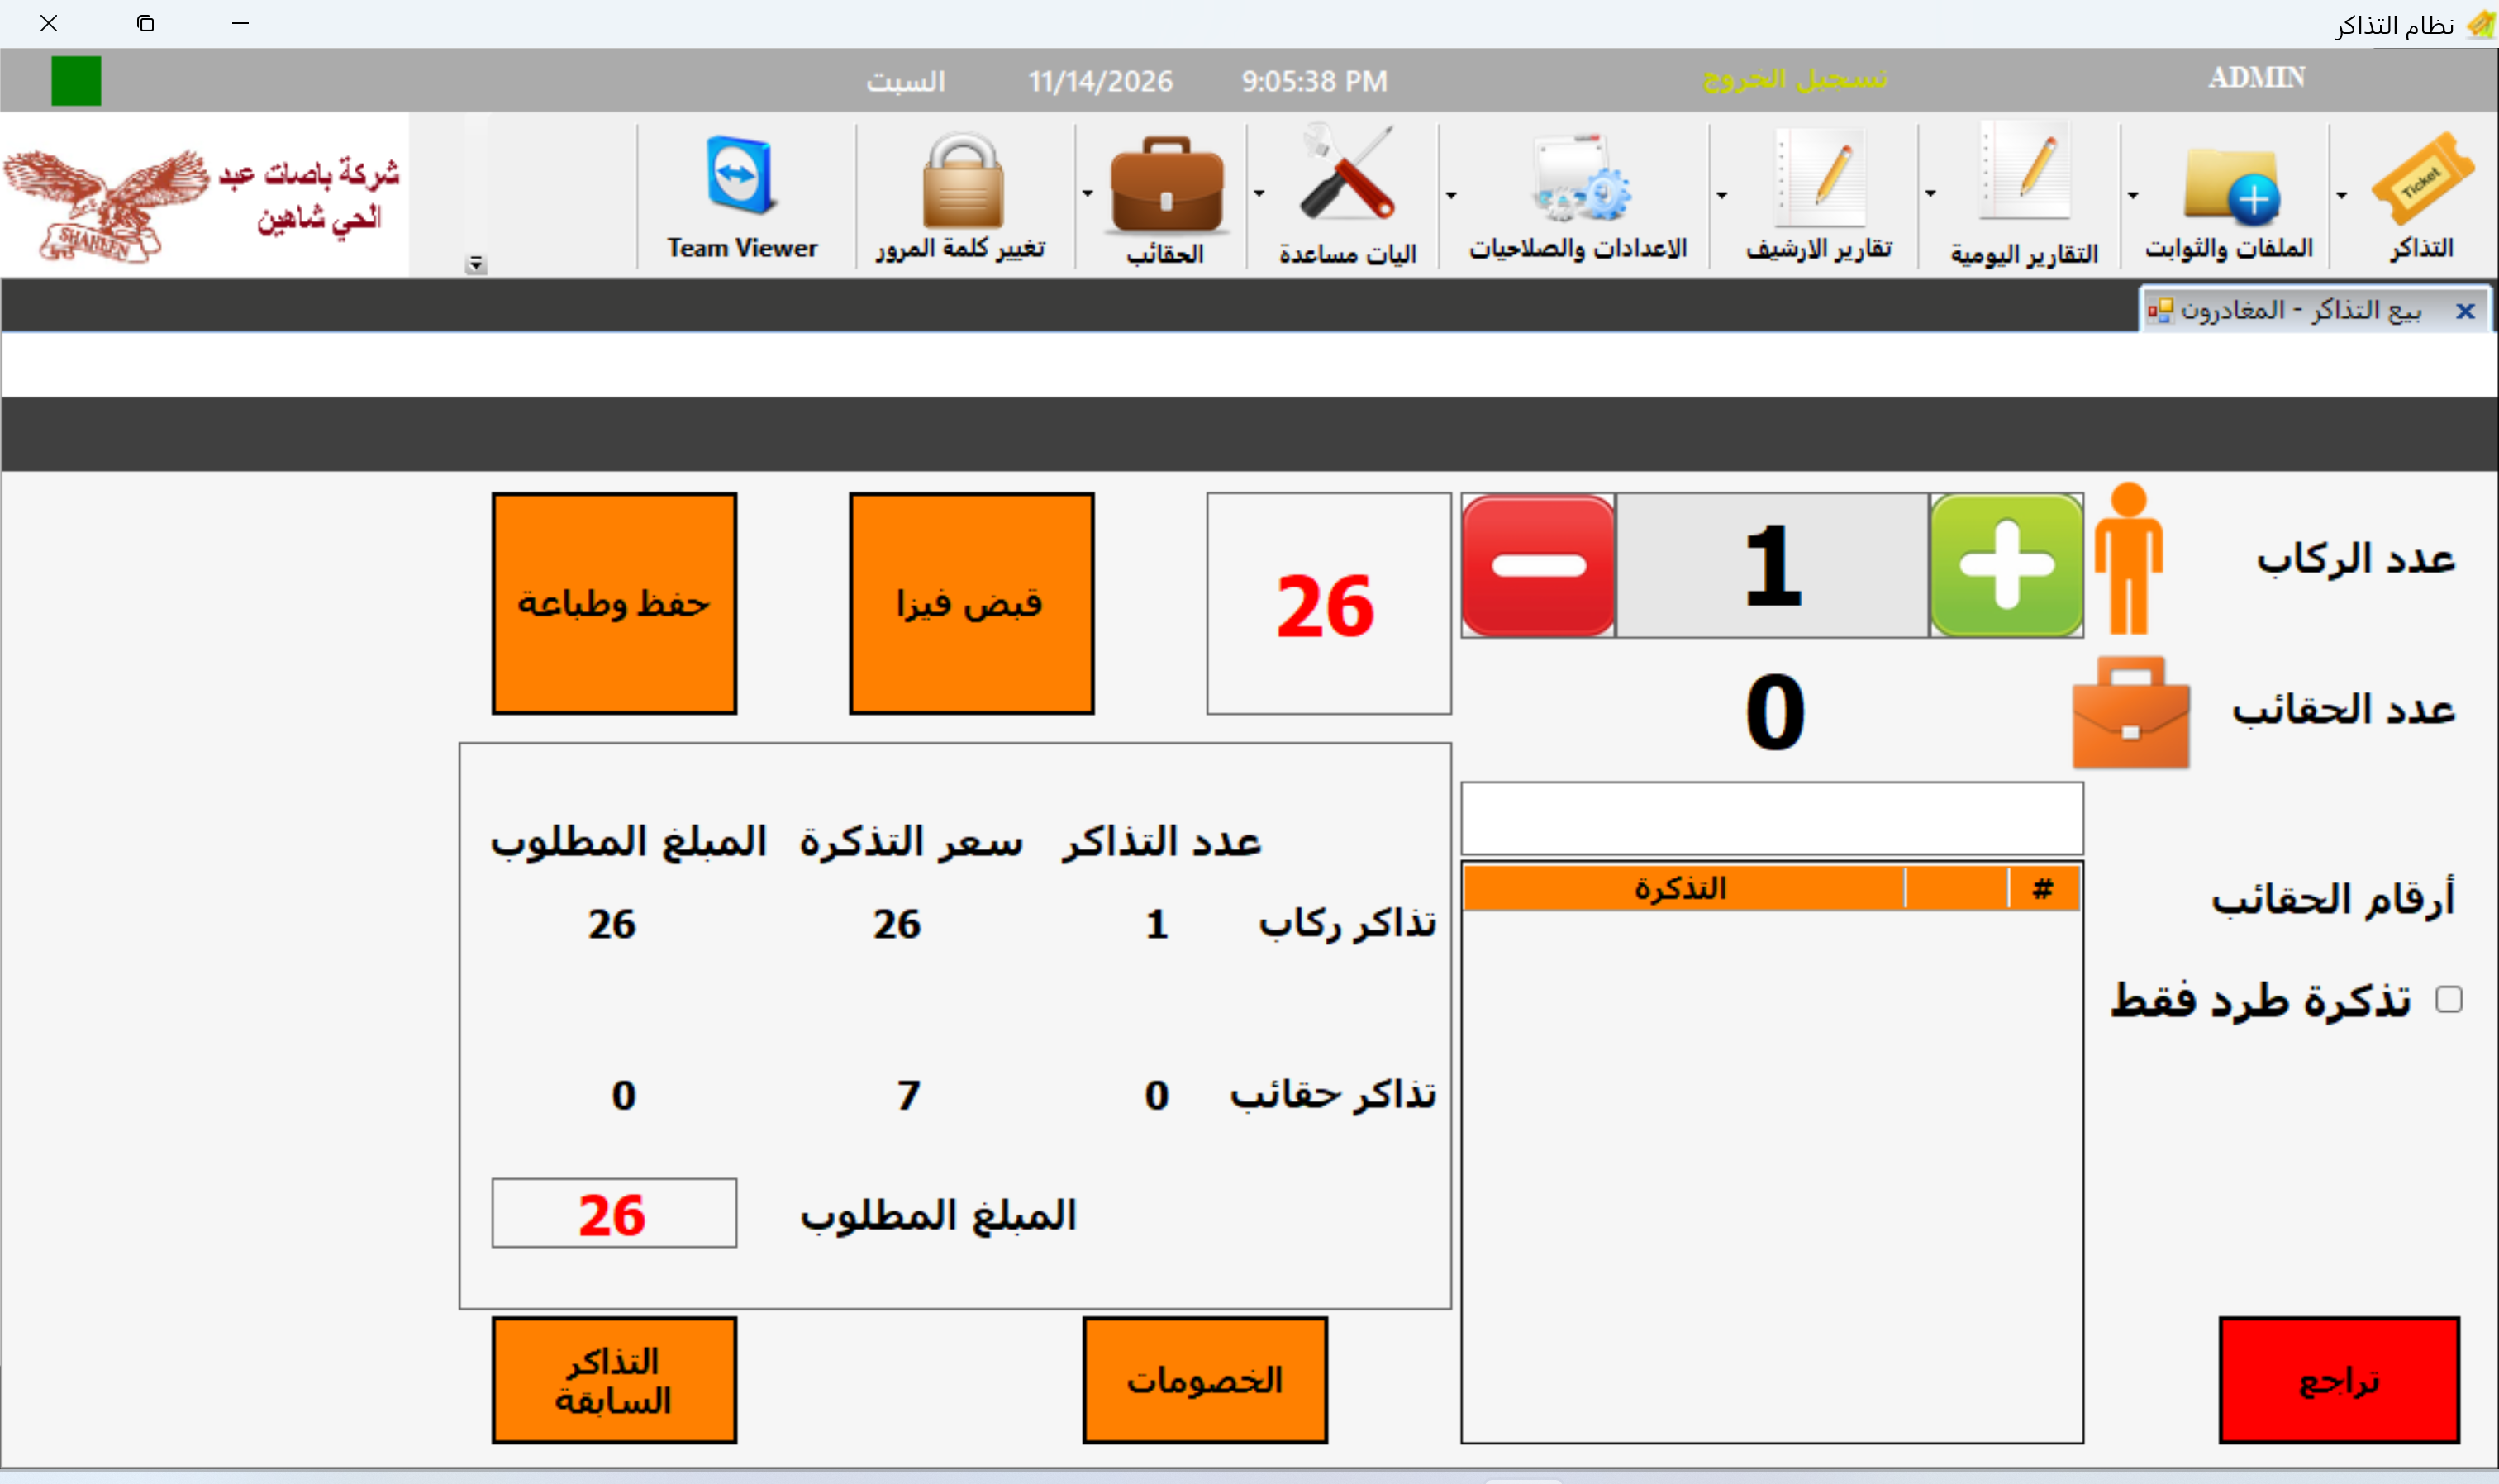 نظام التذاكر
ADMIN
تسجيل الخروج
9:05:38 PM
11/14/2026
السبت
Ticket
التذاكر
الملفات والثوابت
التقارير اليومية
تقارير الارشيف
الاعدادات والصلاحيات
اليات مساعدة
الحقائب
تغيير كلمة المرور
Team Viewer
شركة باصات عبد
الحي شاهين
SHAHEEN
بيع التذاكر - المغادرون
عدد الركاب
1
26
قبض فيزا
حفظ وطباعة
عدد الحقائب
0
أرقام الحقائب
# التذكرة
تذكرة طرد فقط
عدد التذاكر سعر التذكرة المبلغ المطلوب
تذاكر ركاب 1 26 26
تذاكر حقائب 0 7 0
المبلغ المطلوب 26
تراجع
الخصومات
التذاكر
السابقة